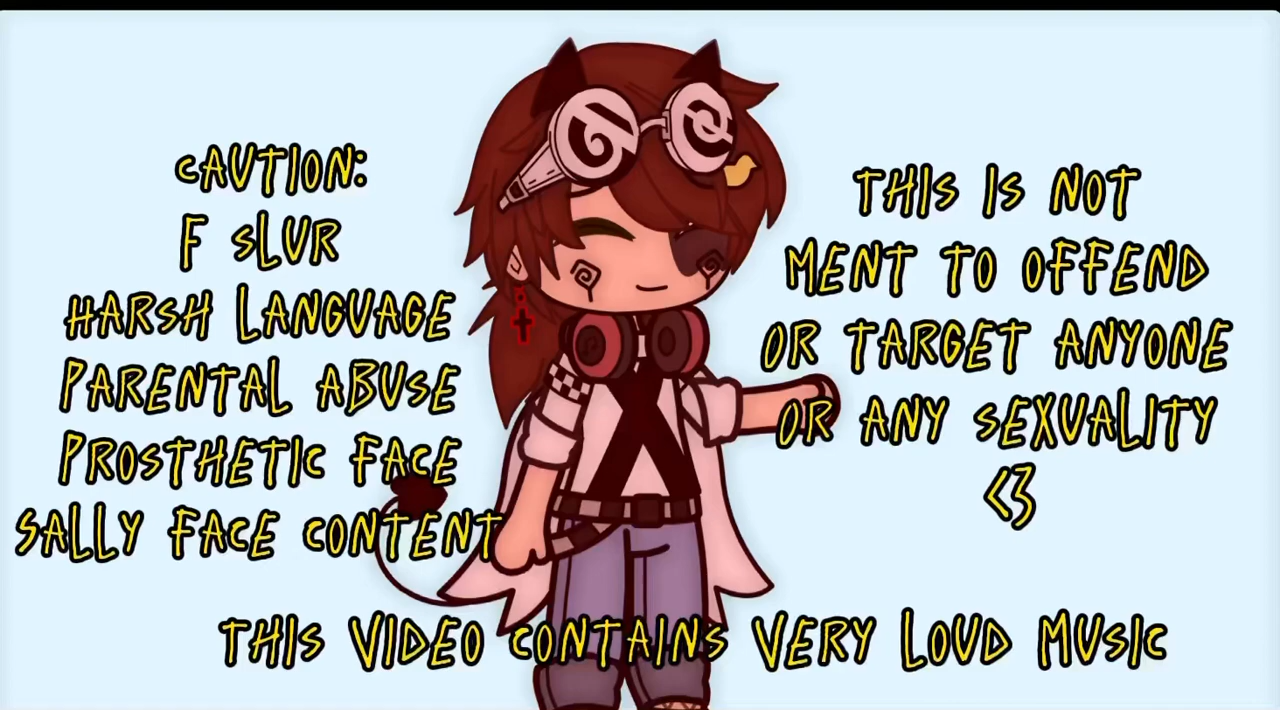 CAUTION:
F SLUR
HARSH LANGUAGE
PARENTAL ABUSE
PROSTHETIC FACE
SALLY FACE CONTENT
THIS IS NOT
MENT TO OFFEND
OR TARGET ANYONE
OR ANY SEXUALITY
<3
THIS VIDEO CONTAINS VERY LOUD MUSIC